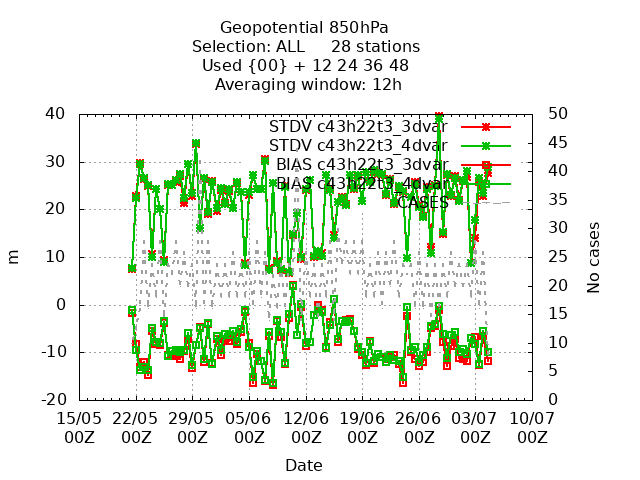 Geopotential 850hPa
Selection: ALL 28 stations
Used {00} + 12 24 36 48
Averaging window: 12h
STDV c43h22t3_3dvar
STDV c43h22t3_4dvar
BIAS c43h22t3_3dvar
BIAS c43h22t3_4dvar
CASES
40
30
20
10
0
-10
-20
m
50
45
40
35
30
25
20
15
10
5
0
No cases
15/05 22/05 29/05 05/06 12/06 19/06 26/06 03/07 10/07
00Z 00Z 00Z 00Z 00Z 00Z 00Z 00Z 00Z
Date